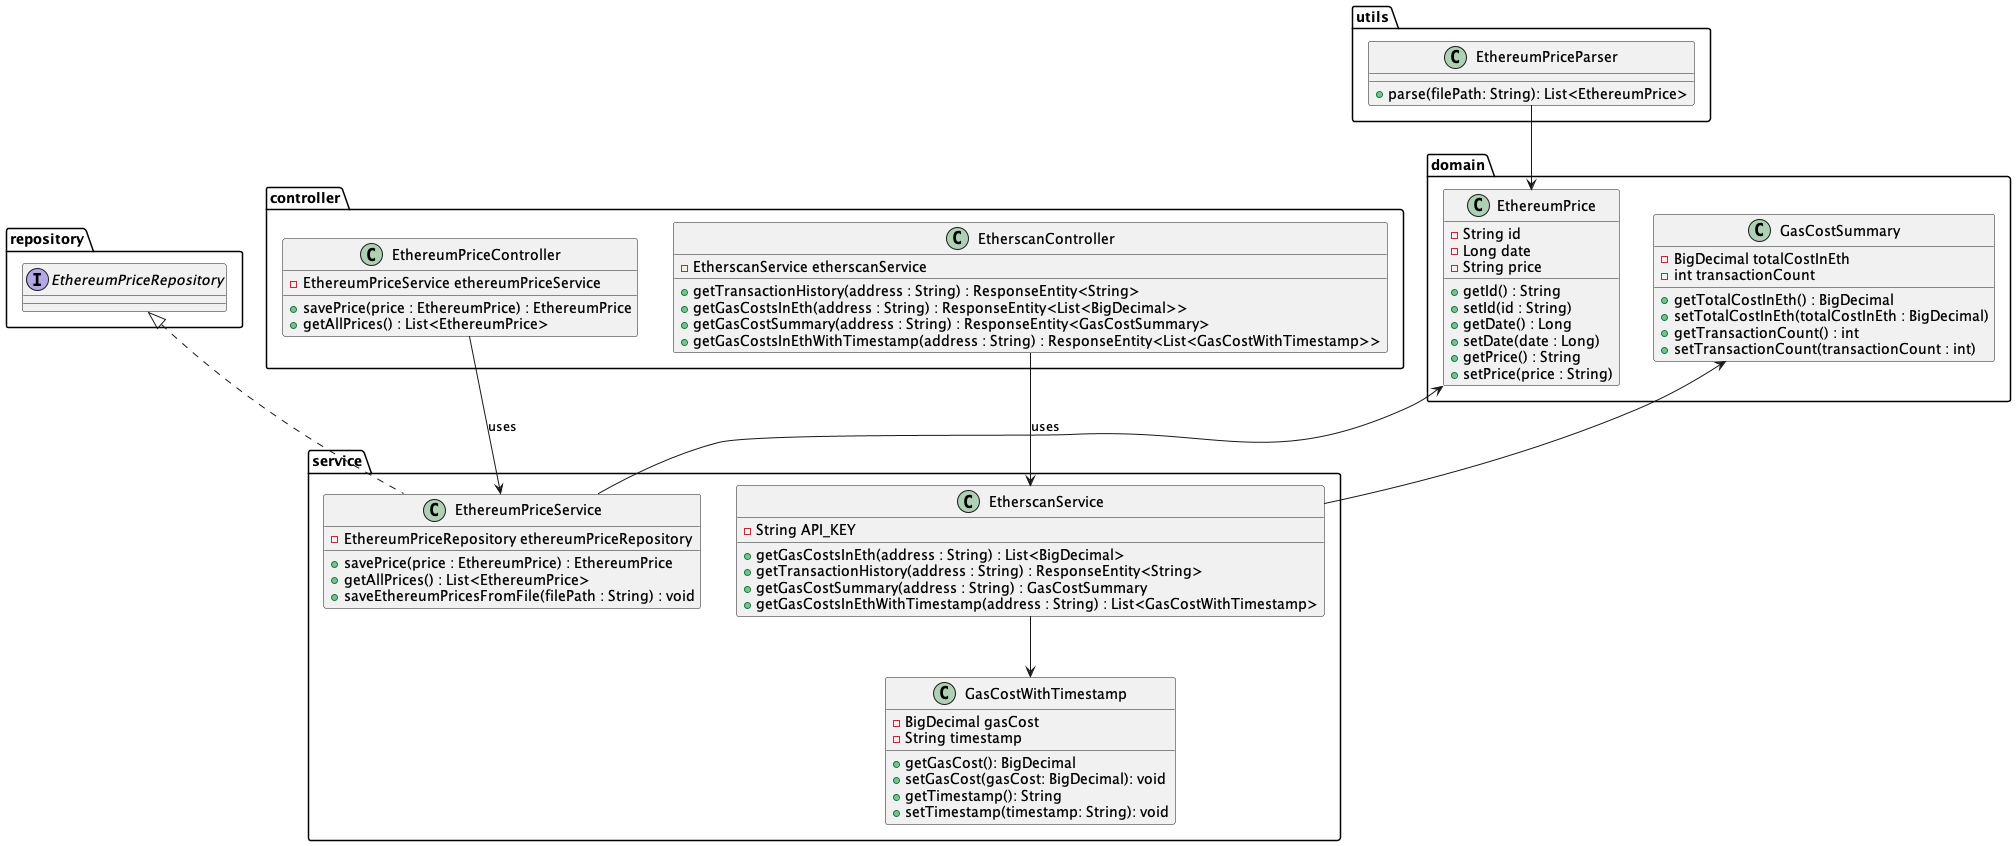 utils
C EthereumPriceParser
parse(filePath: String): List<EthereumPrice>
domain
C EthereumPrice
String id
Long date
String price
getId() : String
setId(id : String)
getDate() : Long
setDate(date : Long)
getPrice() : String
setPrice(price : String)
C GasCostSummary
BigDecimal totalCostInEth
int transactionCount
getTotalCostInEth() : BigDecimal
setTotalCostInEth(totalCostInEth : BigDecimal)
getTransactionCount() : int
setTransactionCount(transactionCount : int)
controller
C EthereumPriceController
EthereumPriceService ethereumPriceService
savePrice(price : EthereumPrice) : EthereumPrice
getAllPrices() : List<EthereumPrice>
C EtherscanController
EtherscanService etherscanService
getTransactionHistory(address : String) : ResponseEntity<String>
getGasCostsInEth(address : String) : ResponseEntity<List<BigDecimal>>
getGasCostSummary(address : String) : ResponseEntity<GasCostSummary>
getGasCostsInEthWithTimestamp(address : String) : ResponseEntity<List<GasCostWithTimestamp>>
repository
I EthereumPriceRepository
uses
uses
service
C EthereumPriceService
EthereumPriceRepository ethereumPriceRepository
savePrice(price : EthereumPrice) : EthereumPrice
getAllPrices() : List<EthereumPrice>
saveEthereumPricesFromFile(filePath : String) : void
C EtherscanService
String API_KEY
getGasCostsInEth(address : String) : List<BigDecimal>
getTransactionHistory(address : String) : ResponseEntity<String>
getGasCostSummary(address : String) : GasCostSummary
getGasCostsInEthWithTimestamp(address : String) : List<GasCostWithTimestamp>
C GasCostWithTimestamp
BigDecimal gasCost
String timestamp
getGasCost(): BigDecimal
setGasCost(gasCost: BigDecimal): void
getTimestamp(): String
setTimestamp(timestamp: String): void